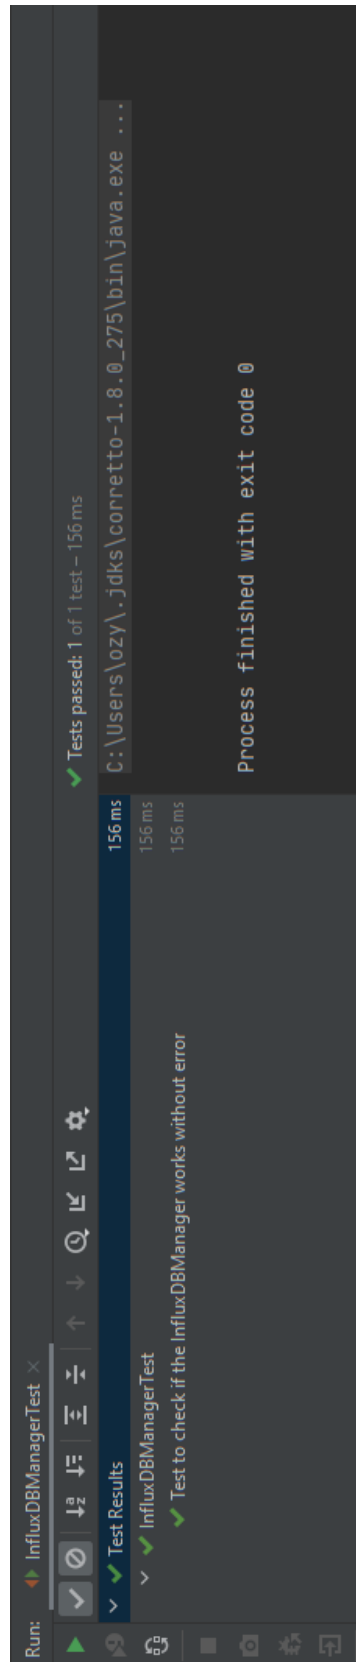 Run: InfluxDBManagerTest
Tests passed: 1 of 1 test – 156 ms
Test Results 156 ms
InfluxDBManagerTest 156 ms
Test to check if the InfluxDBManager works without error 156 ms
C:\Users\ozy\.jdks\corretto-1.8.0_275\bin\java.exe ...
Process finished with exit code 0